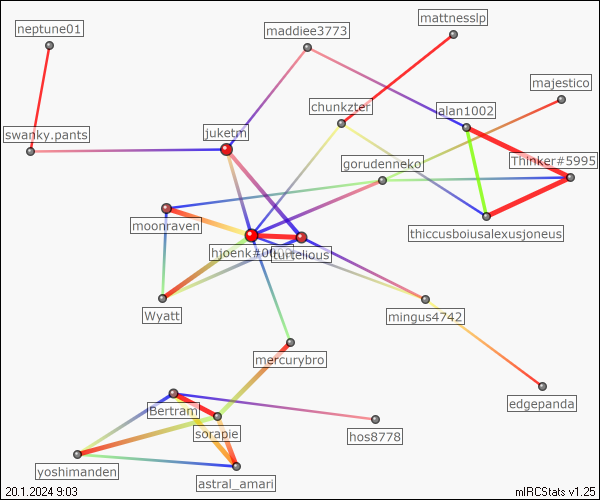 neptune01
maddiee3773
mattnesslp
majestico
chunkzter
alan1002
swanky.pants
juketm
gorudenneko
Thinker#5995
moonraven
thiccusboiusalexusjoneus
hjoenk#0
turtelious
Wyatt
mingus4742
mercurybro
edgepanda
Bertram
sorapie
hos8778
yoshimanden
astral_amari
20.1.2024 9:03
mIRCStats v1.25